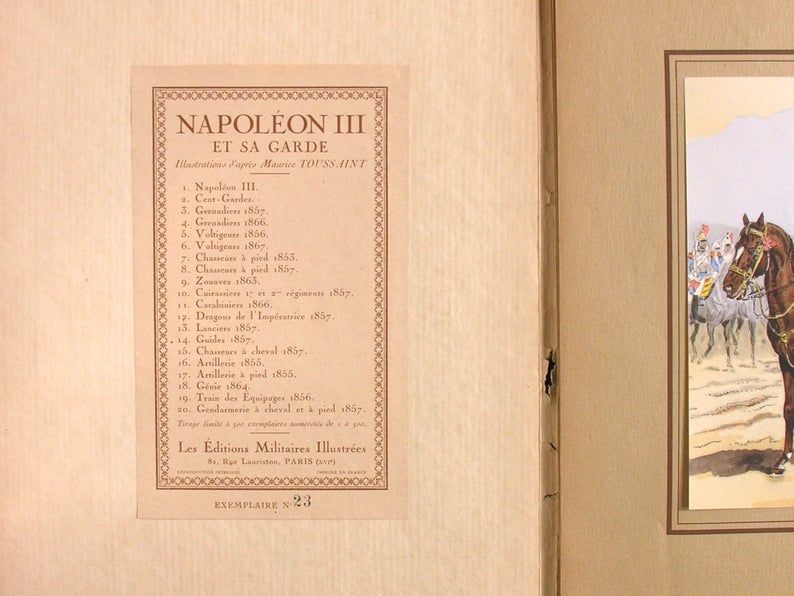 NAPOLÉON III
ET SA GARDE
Illustrations d'après Maurice TOUSSAINT
1. Napoléon III.
2. Cent-Gardes.
3. Grenadiers 1857.
4. Grenadiers 1866.
5. Voltigeurs 1856.
6. Voltigeurs 1867.
7. Chasseurs à pied 1853.
8. Chasseurs à pied 1857.
9. Zouaves 1863.
10. Cuirassiers 1er et 2me régiments 1857.
11. Carabiniers 1866.
12. Dragons de l'Impératrice 1857.
13. Lanciers 1857.
14. Guides 1857.
15. Chasseurs à cheval 1857.
16. Artillerie 1855.
17. Artillerie à pied 1855.
18. Génie 1864.
19. Train des Équipages 1856.
20. Gendarmerie à cheval et à pied 1857.
Tirage limité à 500 exemplaires numérotés de 1 à 500.
Les Éditions Militaires Illustrées
82, Rue Lauriston, PARIS (XVIe)
REPRODUCTION INTERDITE IMPRIMÉ EN FRANCE
EXEMPLAIRE N° 23